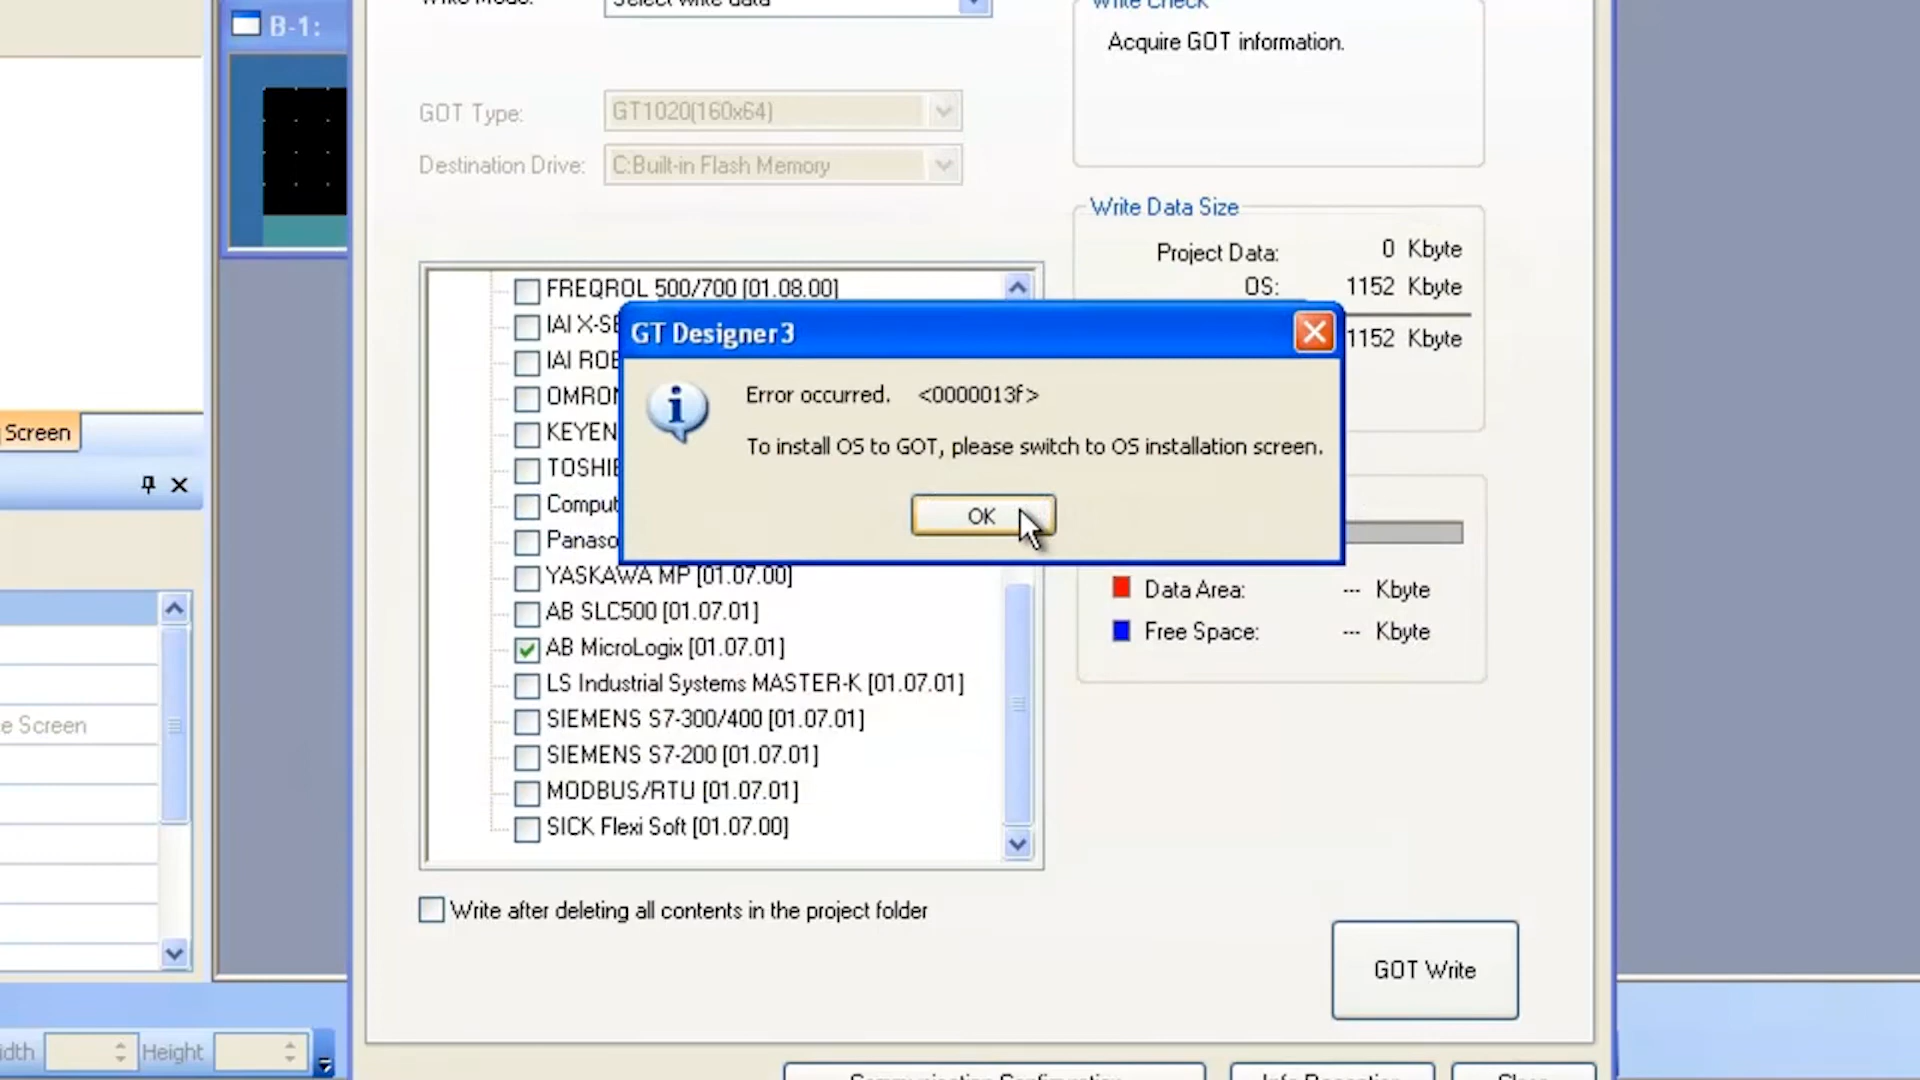 B-1:
Write Mode:
Select write data
Write Check
Acquire GOT information.
GOT Type:
GT1020(160x64)
Destination Drive:
C:Built-in Flash Memory
Write Data Size
Project Data: 0 Kbyte
OS: 1152 Kbyte
1152 Kbyte
FREQROL 500/700 [01.08.00]
IAI X-SE
IAI ROB
OMRON
KEYEN
TOSHIB
Comput
Panaso
YASKAWA MP [01.07.00]
AB SLC500 [01.07.01]
AB MicroLogix [01.07.01]
LS Industrial Systems MASTER-K [01.07.01]
SIEMENS S7-300/400 [01.07.01]
SIEMENS S7-200 [01.07.01]
MODBUS/RTU [01.07.01]
SICK Flexi Soft [01.07.00]
GT Designer3
Error occurred. <0000013f>
To install OS to GOT, please switch to OS installation screen.
OK
Data Area: --- Kbyte
Free Space: --- Kbyte
Screen
e Screen
Write after deleting all contents in the project folder
GOT Write
idth
Height
Communication Configuration
Info Reception
Close